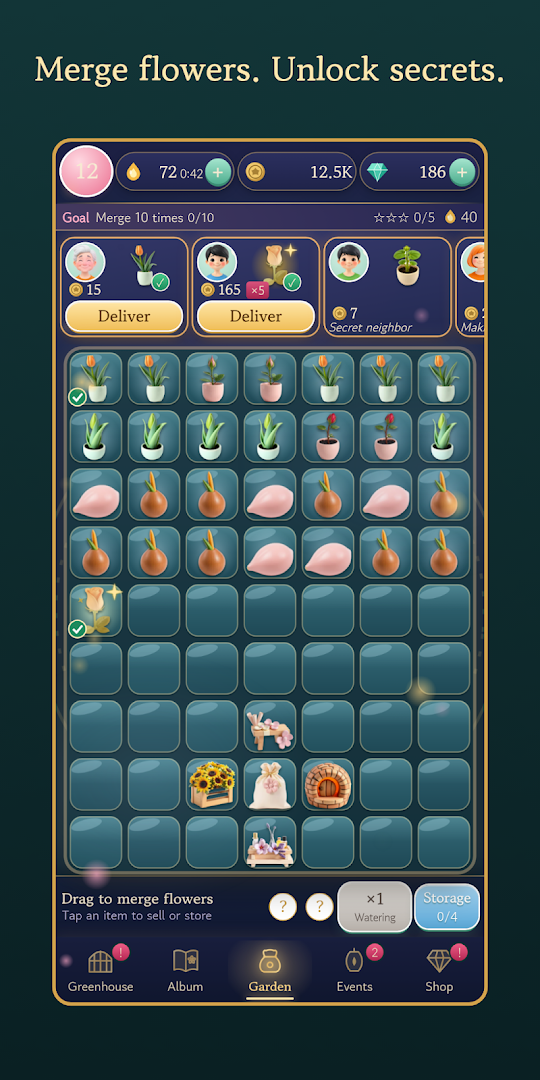 Merge flowers. Unlock secrets.
12
72 0:42 +
12.5K
186 +
Goal Merge 10 times 0/10
☆☆☆ 0/5 40
15
Deliver
165 ×5
Deliver
7
Secret neighbor
Mak
Drag to merge flowers
Tap an item to sell or store
?
?
×1
Watering
Storage
0/4
Greenhouse !
Album
Garden
Events 2
Shop !